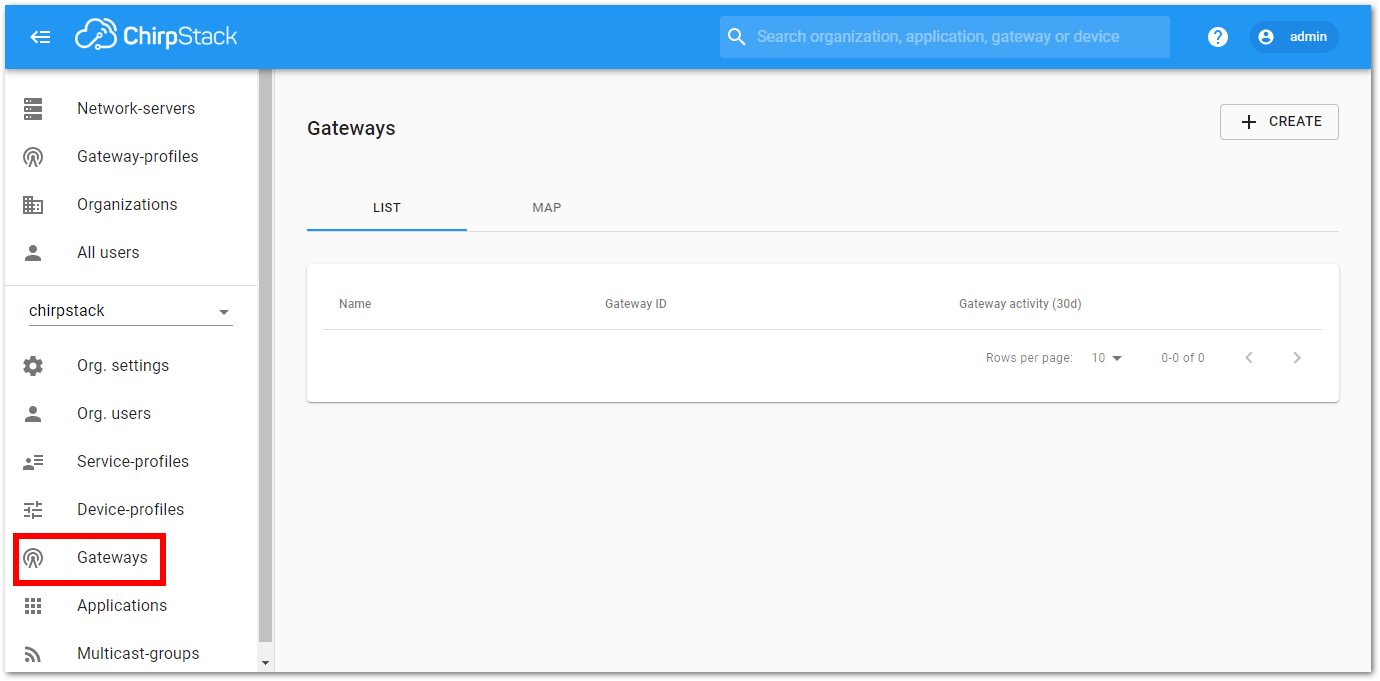 ChirpStack
Search organization, application, gateway or device
? admin
Network-servers
Gateway-profiles
Organizations
All users
chirpstack
Org. settings
Org. users
Service-profiles
Device-profiles
Gateways
Applications
Multicast-groups
Gateways
+ CREATE
LIST MAP
Name Gateway ID Gateway activity (30d)
Rows per page: 10 0-0 of 0